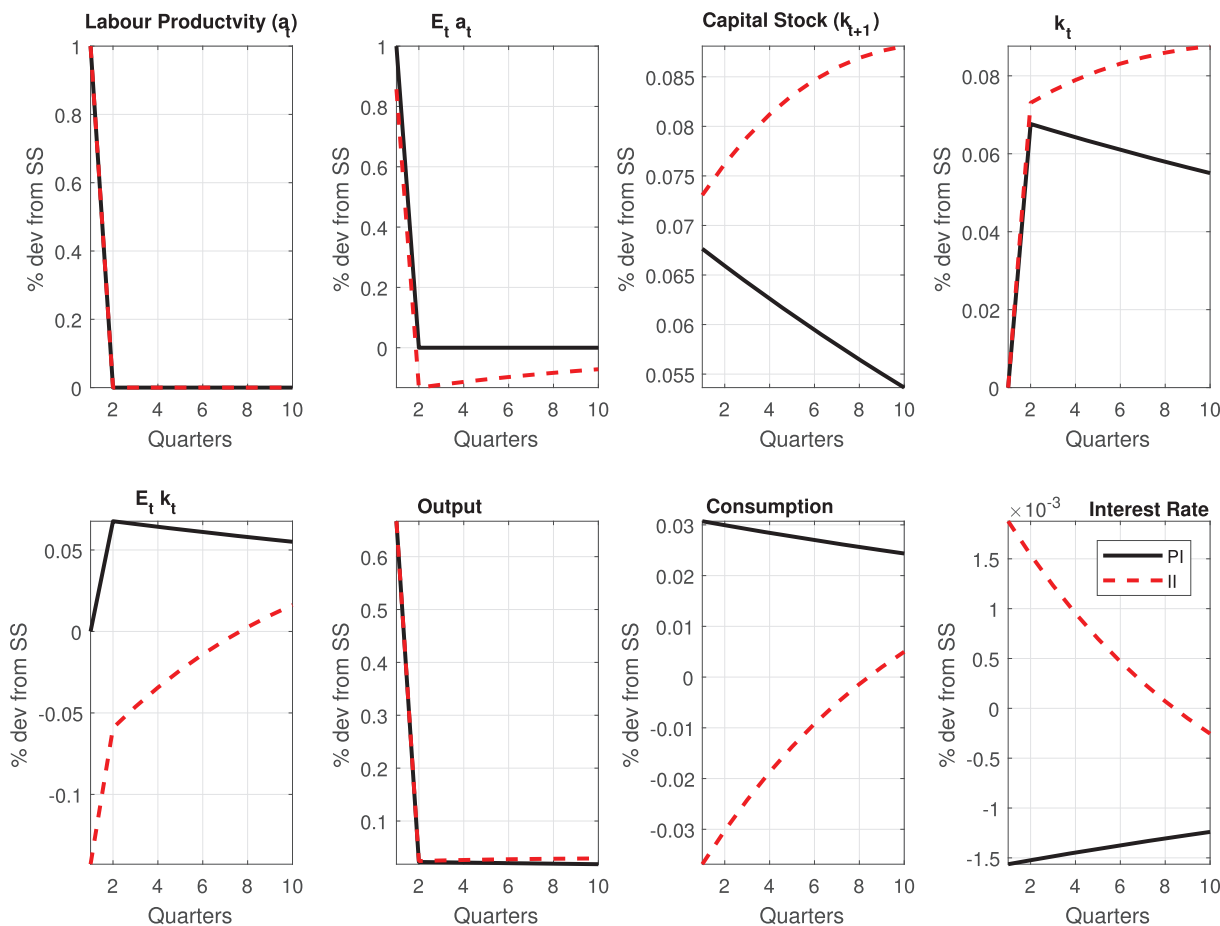 Labour Productvity (at)
Et at
Capital Stock (kt+1)
kt
% dev from SS
1
0.8
0.6
0.4
0.2
0
2 4 6 8 10
Quarters
% dev from SS
1
0.8
0.6
0.4
0.2
0
2 4 6 8 10
Quarters
% dev from SS
0.085
0.08
0.075
0.07
0.065
0.06
0.055
2 4 6 8 10
Quarters
% dev from SS
0.08
0.06
0.04
0.02
0
2 4 6 8 10
Quarters
Et kt
Output
Consumption
×10-3
Interest Rate
% dev from SS
0.05
0
-0.05
-0.1
2 4 6 8 10
Quarters
% dev from SS
0.6
0.5
0.4
0.3
0.2
0.1
2 4 6 8 10
Quarters
% dev from SS
0.03
0.02
0.01
0
-0.01
-0.02
-0.03
2 4 6 8 10
Quarters
% dev from SS
1.5
1
0.5
0
-0.5
-1
-1.5
PI
II
2 4 6 8 10
Quarters